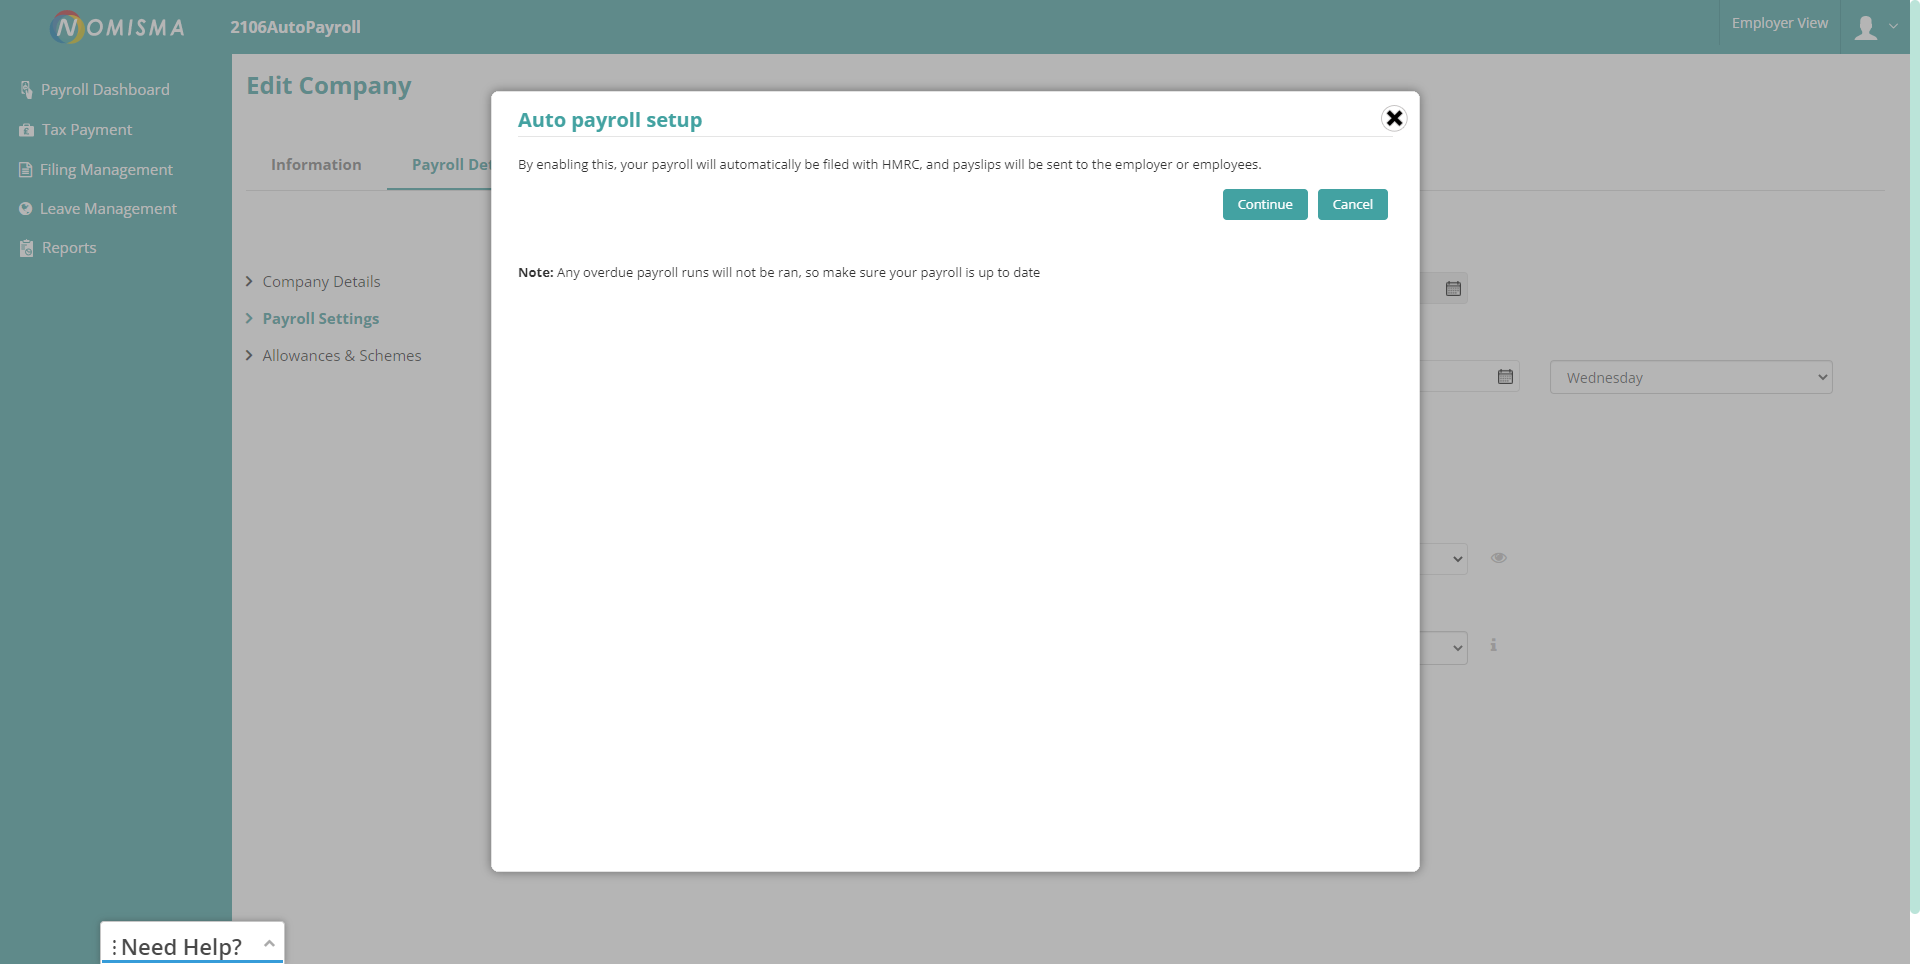 NOMISMA
2106AutoPayroll
Employer View
Payroll Dashboard
Tax Payment
Filing Management
Leave Management
Reports
Edit Company
Information
Payroll Det
Company Details
Payroll Settings
Allowances & Schemes
Auto payroll setup
By enabling this, your payroll will automatically be filed with HMRC, and payslips will be sent to the employer or employees.
Continue
Cancel
Note: Any overdue payroll runs will not be ran, so make sure your payroll is up to date
Wednesday
Need Help?